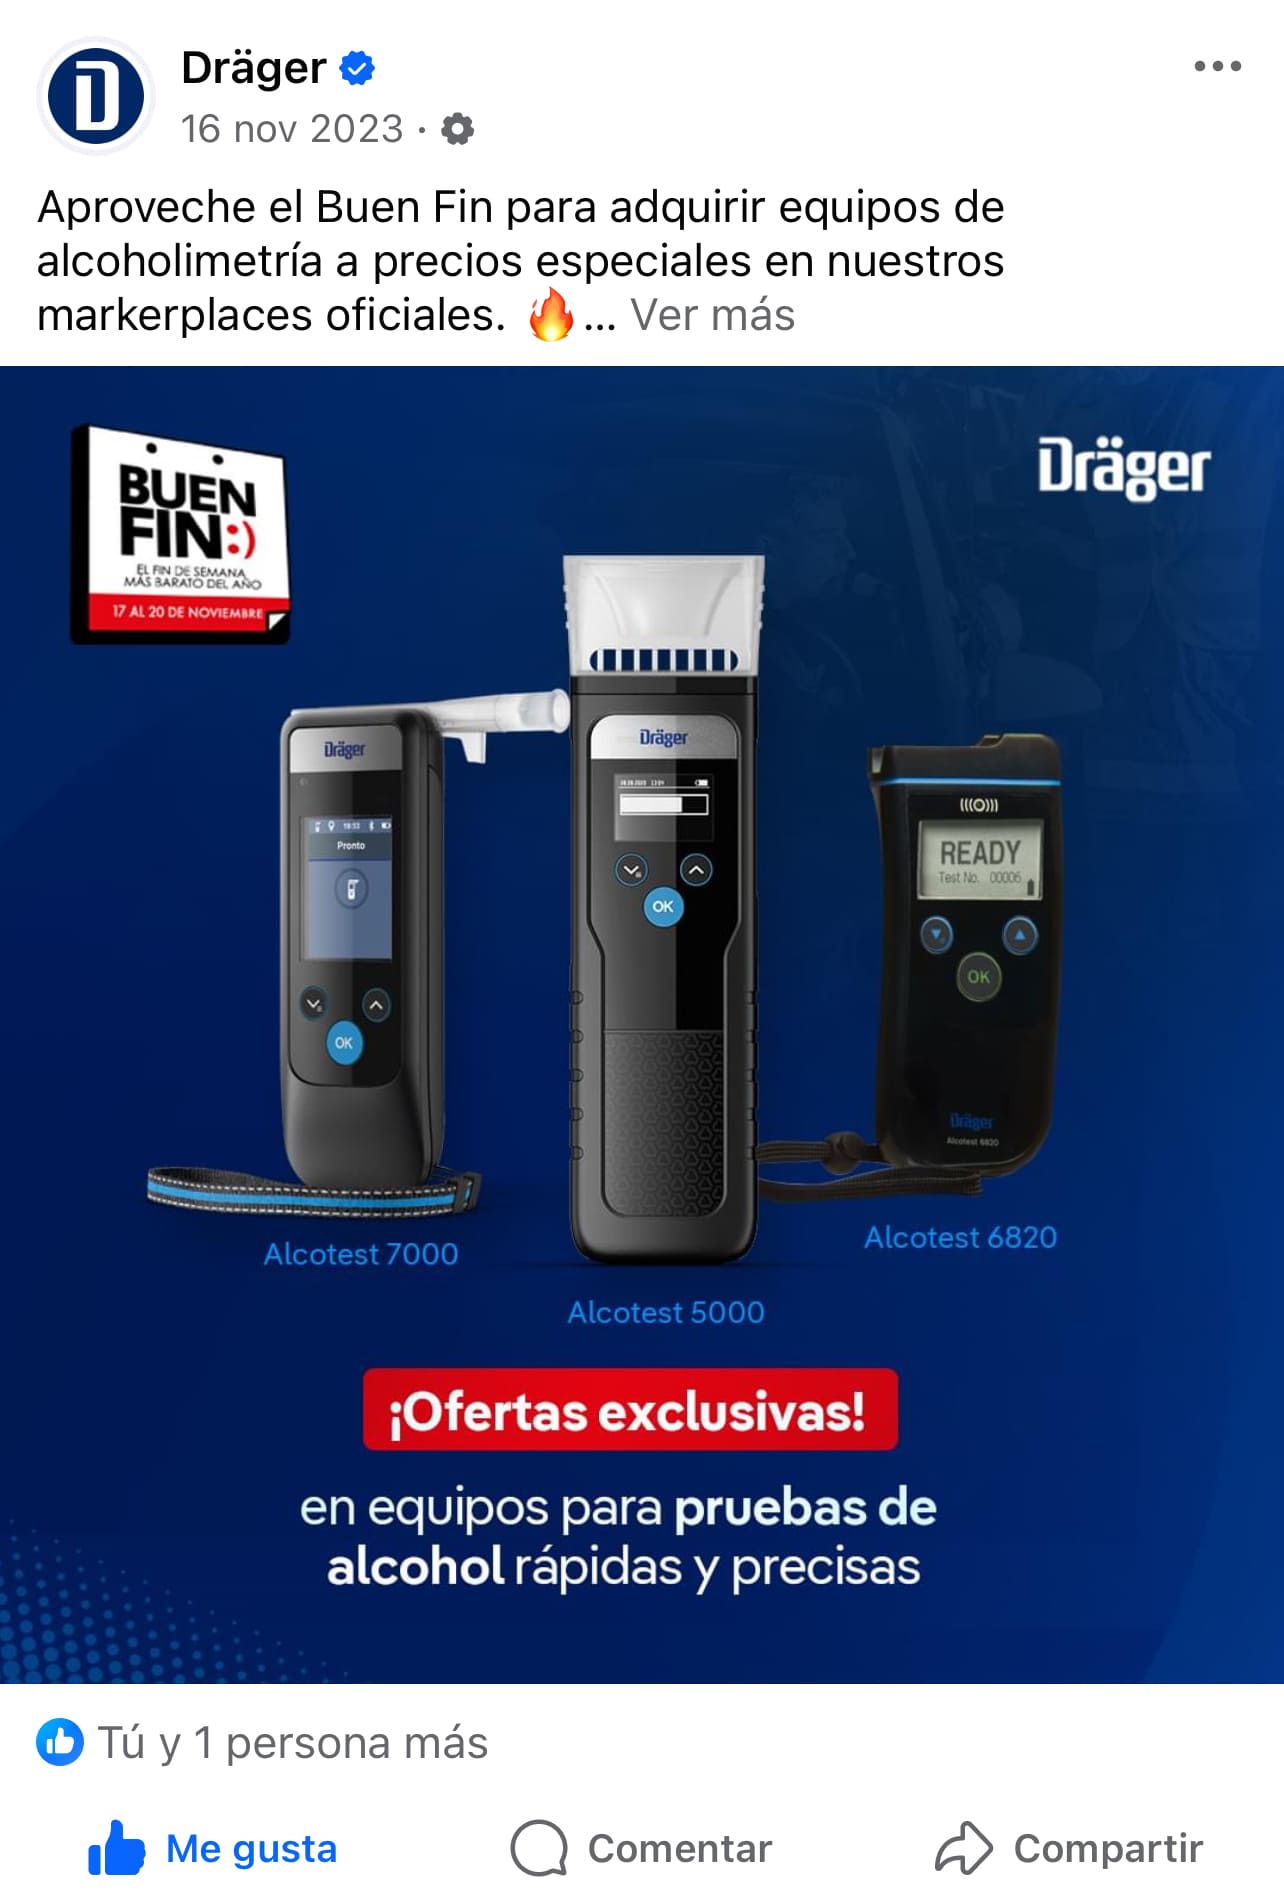 Dräger
16 nov 2023 ·
Aproveche el Buen Fin para adquirir equipos de
alcoholimetría a precios especiales en nuestros
markerplaces oficiales. 🔥... Ver más
BUEN
FIN:)
EL FIN DE SEMANA
MÁS BARATO DEL AÑO
17 AL 20 DE NOVIEMBRE
Dräger
Dräger
Pronto
OK
Dräger
OK
(((O)))
READY
Test No. 00006
OK
Dräger
Alcotest 6820
Alcotest 7000
Alcotest 5000
Alcotest 6820
¡Ofertas exclusivas!
en equipos para pruebas de
alcohol rápidas y precisas
Tú y 1 persona más
Me gusta
Comentar
Compartir